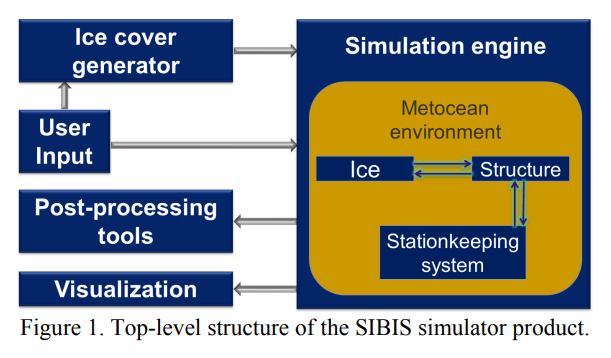 Ice cover
generator
User
Input
Post-processing
tools
Visualization
Simulation engine
Metocean
environment
Ice
Structure
Stationkeeping
system
Figure 1. Top-level structure of the SIBIS simulator product.